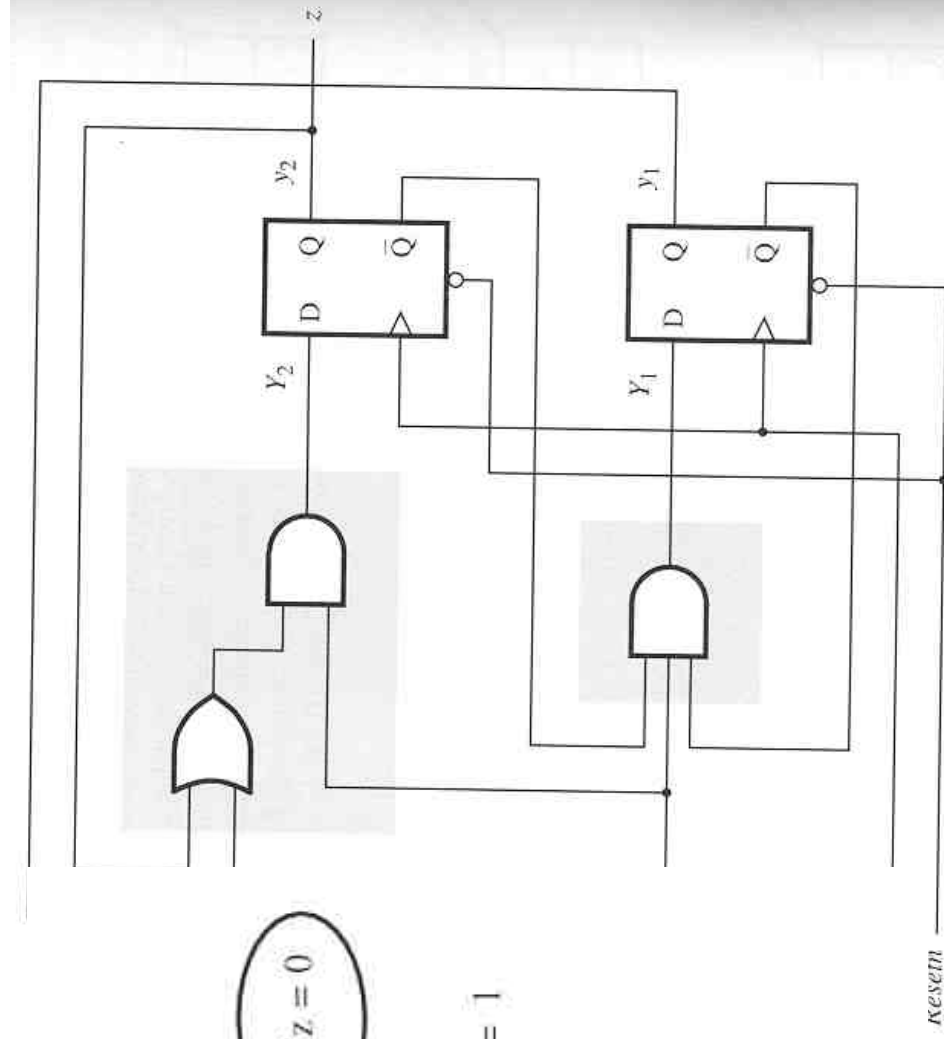 z
y₂
y₁
Q
Q̅
Q
Q̅
D
D
Y₂
Y₁
z = 0
= 1
Resetn